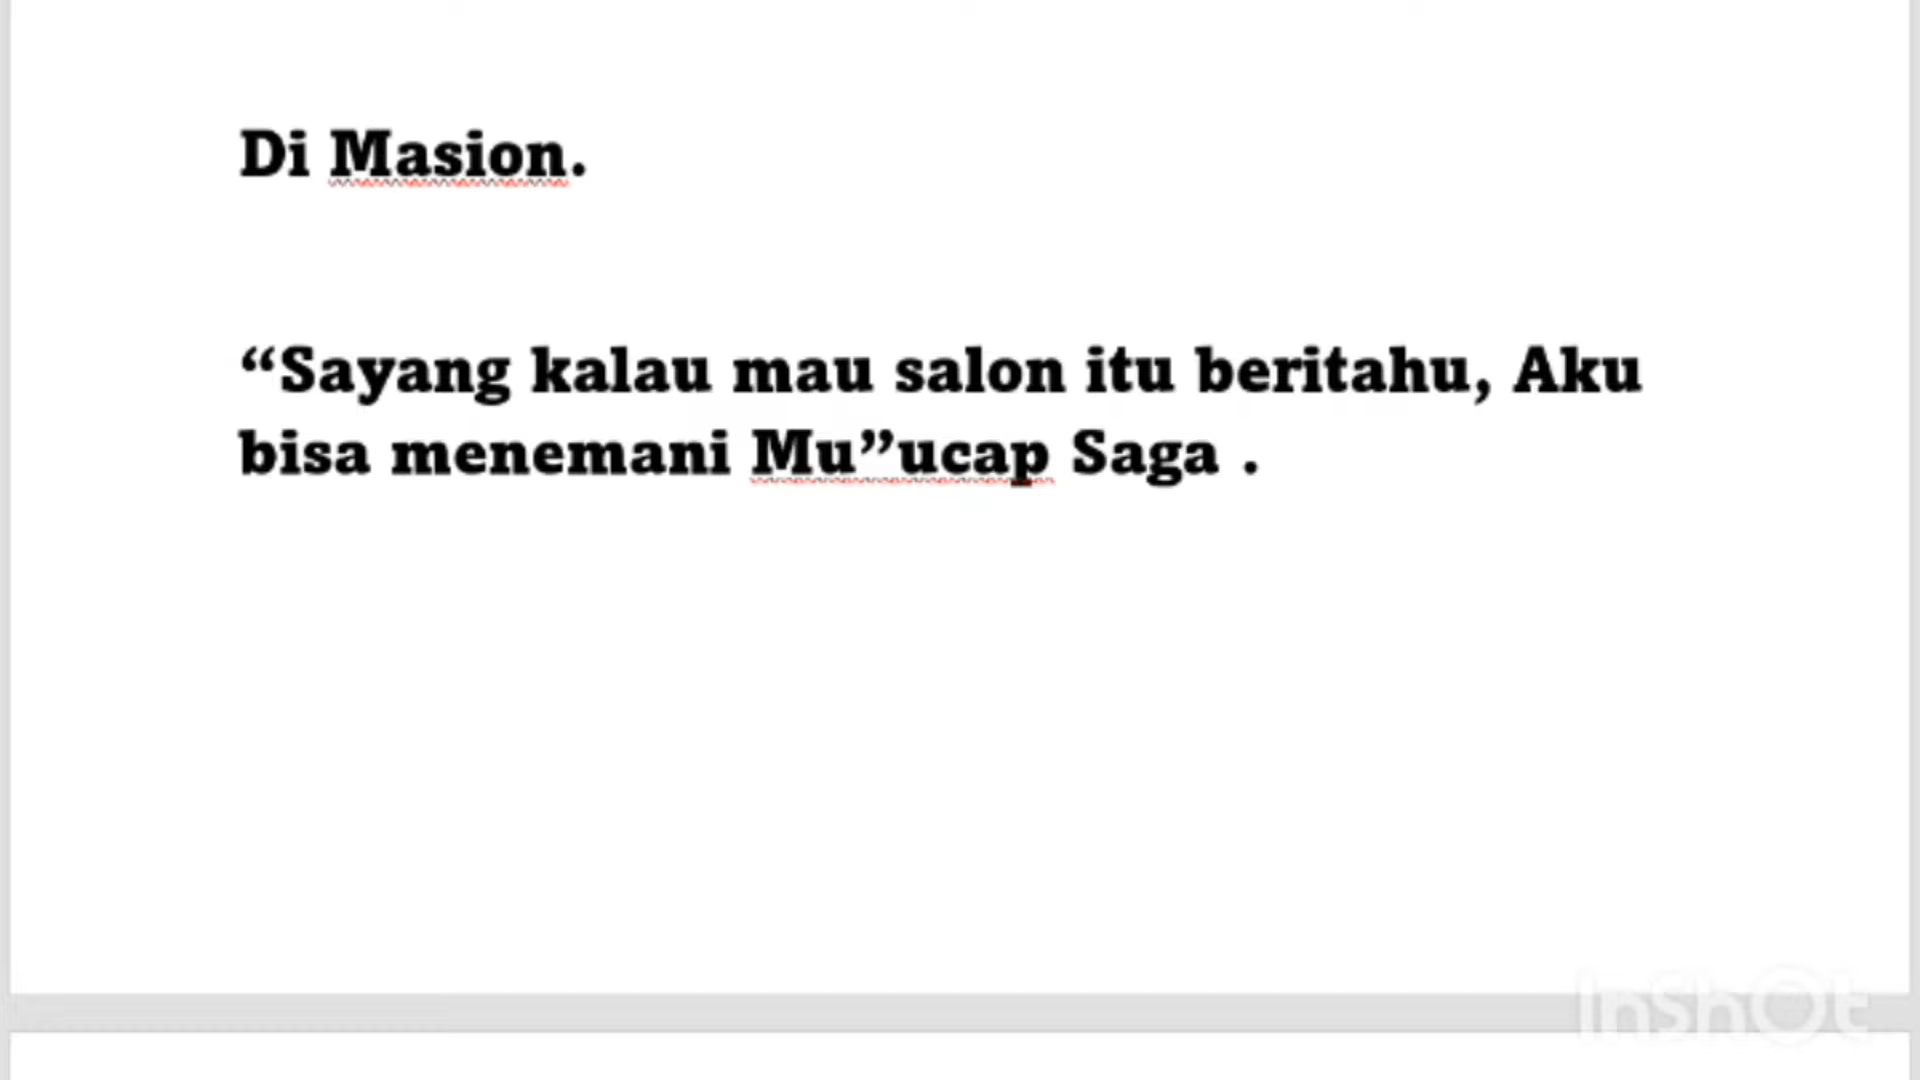 Di Masion.
“Sayang kalau mau salon itu beritahu, Aku
bisa menemani Mu”ucap Saga .
InShOt